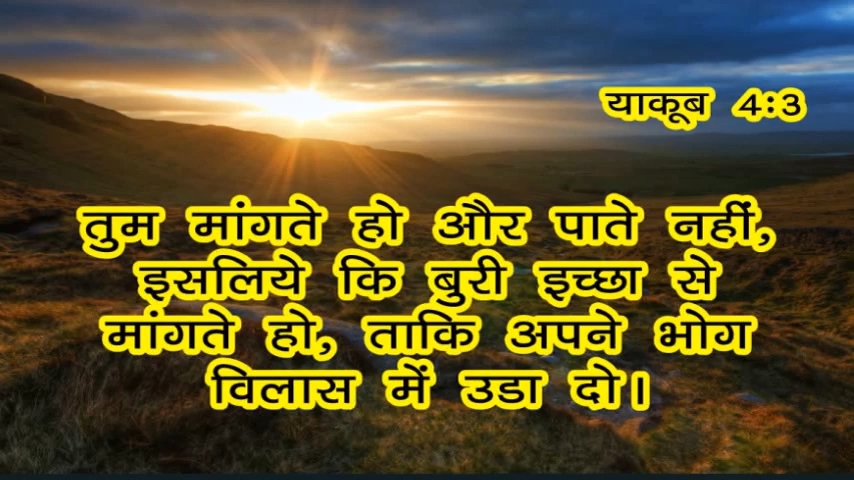 याकूब 4:3
तुम मांगते हो और पाते नहीं,
इसलिये कि बुरी इच्छा से
मांगते हो, ताकि अपने भोग
विलास में उडा दो।